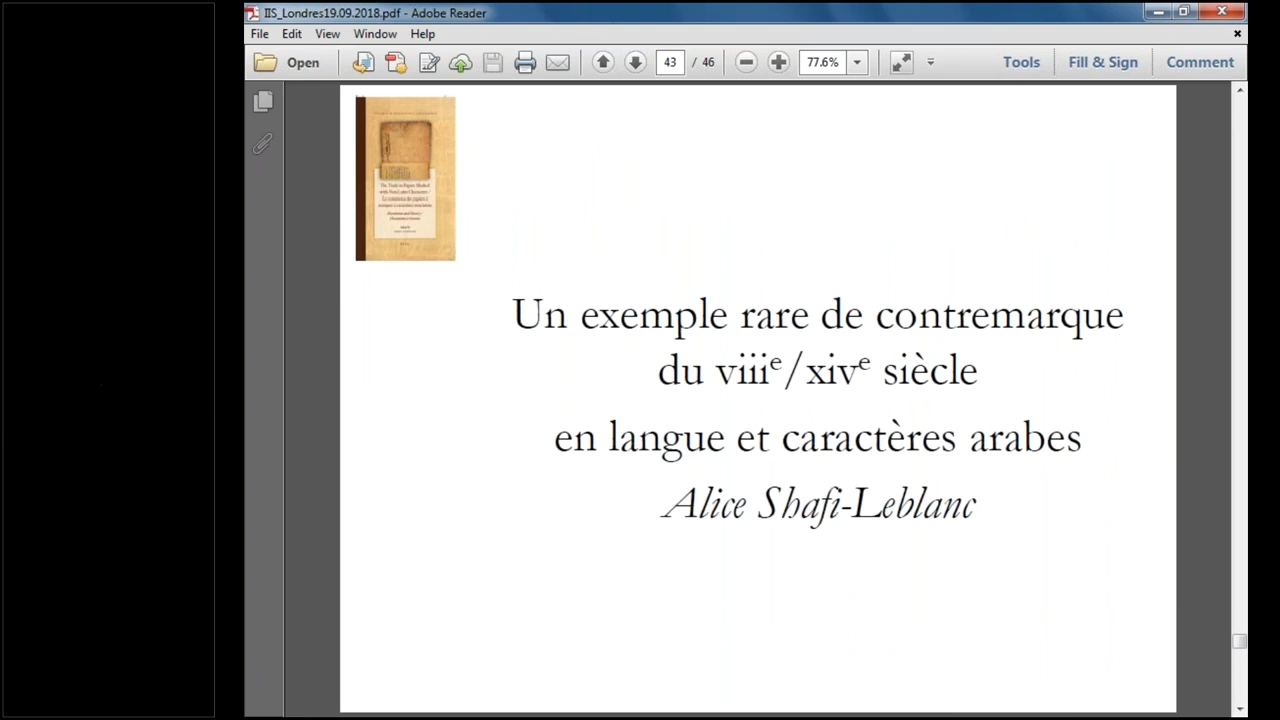 IIS_Londres19.09.2018.pdf - Adobe Reader
File Edit View Window Help
Open 43 / 46 77.6% Tools Fill & Sign Comment
Un exemple rare de contremarque
du viiiᵉ/xivᵉ siècle
en langue et caractères arabes
Alice Shafi-Leblanc